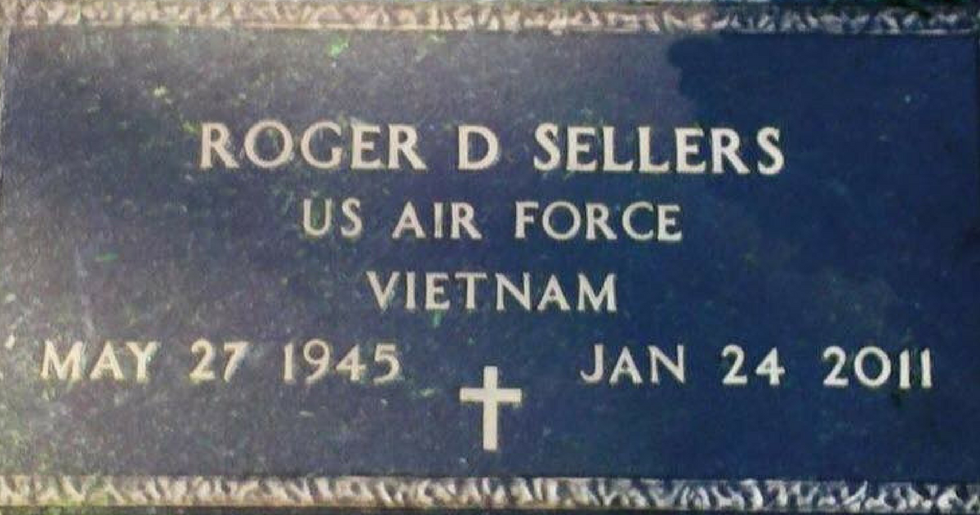 ROGER D SELLERS
US AIR FORCE
VIETNAM
MAY 27 1945 JAN 24 2011